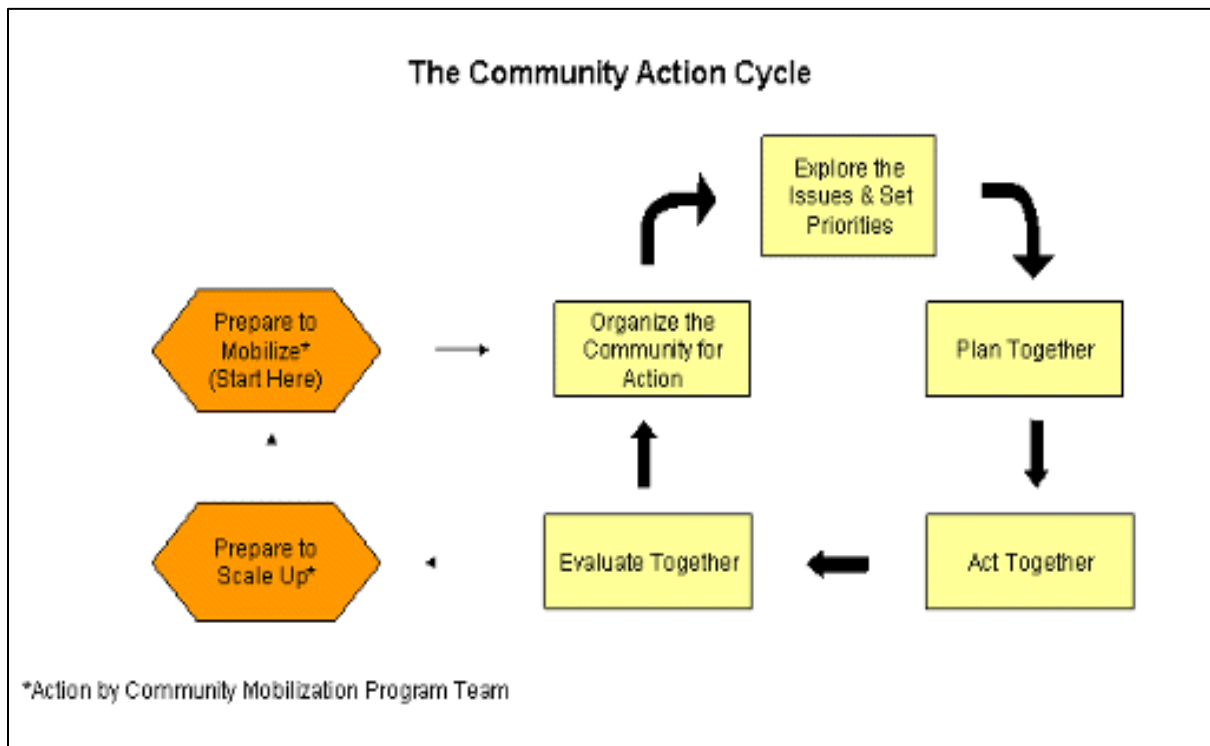 The Community Action Cycle
Explore the
Issues & Set
Priorities
Prepare to
Mobilize*
(Start Here)
Organize the
Community for
Action
Plan Together
Prepare to
Scale Up*
Evaluate Together
Act Together
*Action by Community Mobilization Program Team